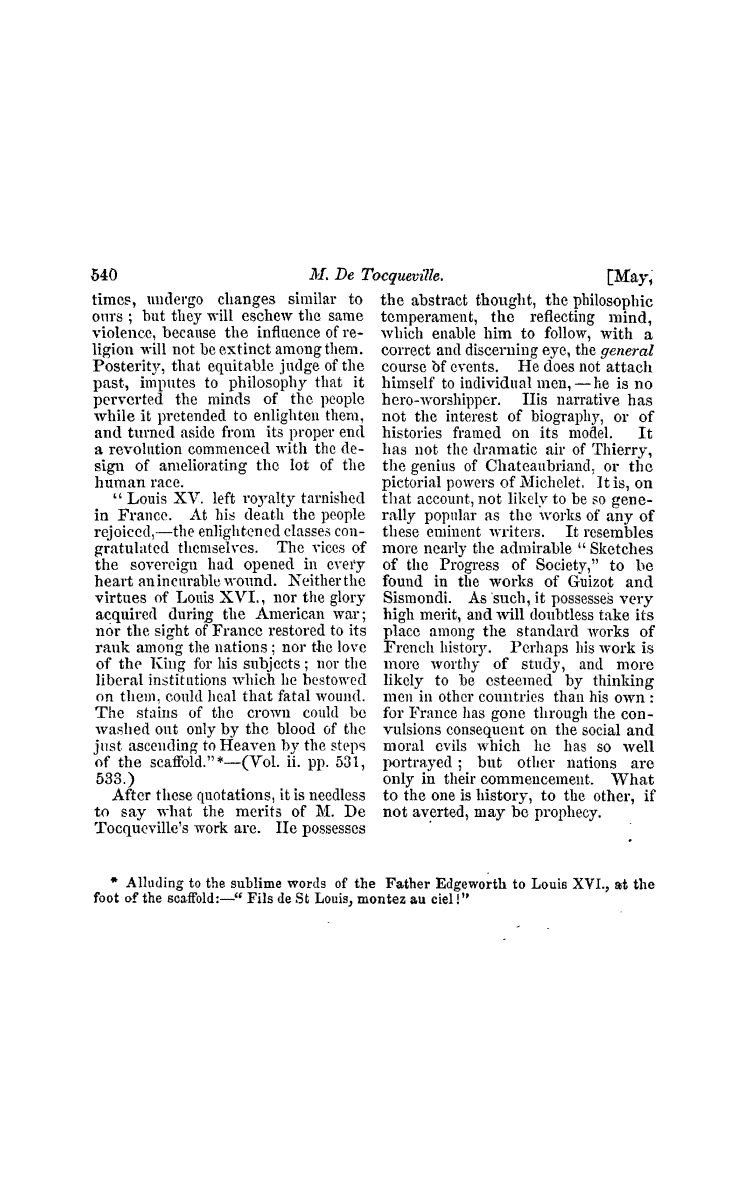 540 M. De Tocqueville. [May,
times, undergo changes similar to
ours ; but they will eschew the same
violence, because the influence of re-
ligion will not be extinct among them.
Posterity, that equitable judge of the
past, imputes to philosophy that it
perverted the minds of the people
while it pretended to enlighten them,
and turned aside from its proper end
a revolution commenced with the de-
sign of ameliorating the lot of the
human race.
“ Louis XV. left royalty tarnished
in France. At his death the people
rejoiced,—the enlightened classes con-
gratulated themselves. The vices of
the sovereign had opened in every
heart an incurable wound. Neither the
virtues of Louis XVI., nor the glory
acquired during the American war;
nor the sight of France restored to its
rank among the nations ; nor the love
of the King for his subjects ; nor the
liberal institutions which he bestowed
on them, could heal that fatal wound.
The stains of the crown could be
washed out only by the blood of the
just ascending to Heaven by the steps
of the scaffold.”*—(Vol. ii. pp. 531,
533.)
After these quotations, it is needless
to say what the merits of M. De
Tocqueville's work are. He possesses
the abstract thought, the philosophic
temperament, the reflecting mind,
which enable him to follow, with a
correct and discerning eye, the general
course of events. He does not attach
himself to individual men, — he is no
hero-worshipper. His narrative has
not the interest of biography, or of
histories framed on its model. It
has not the dramatic air of Thierry,
the genius of Chateaubriand, or the
pictorial powers of Michelet. It is, on
that account, not likely to be so gene-
rally popular as the works of any of
these eminent writers. It resembles
more nearly the admirable “ Sketches
of the Progress of Society,” to be
found in the works of Guizot and
Sismondi. As such, it possesses very
high merit, and will doubtless take its
place among the standard works of
French history. Perhaps his work is
more worthy of study, and more
likely to be esteemed by thinking
men in other countries than his own :
for France has gone through the con-
vulsions consequent on the social and
moral evils which he has so well
portrayed ; but other nations are
only in their commencement. What
to the one is history, to the other, if
not averted, may be prophecy.
* Alluding to the sublime words of the Father Edgeworth to Louis XVI., at the
foot of the scaffold:—“ Fils de St Louis, montez au ciel!”